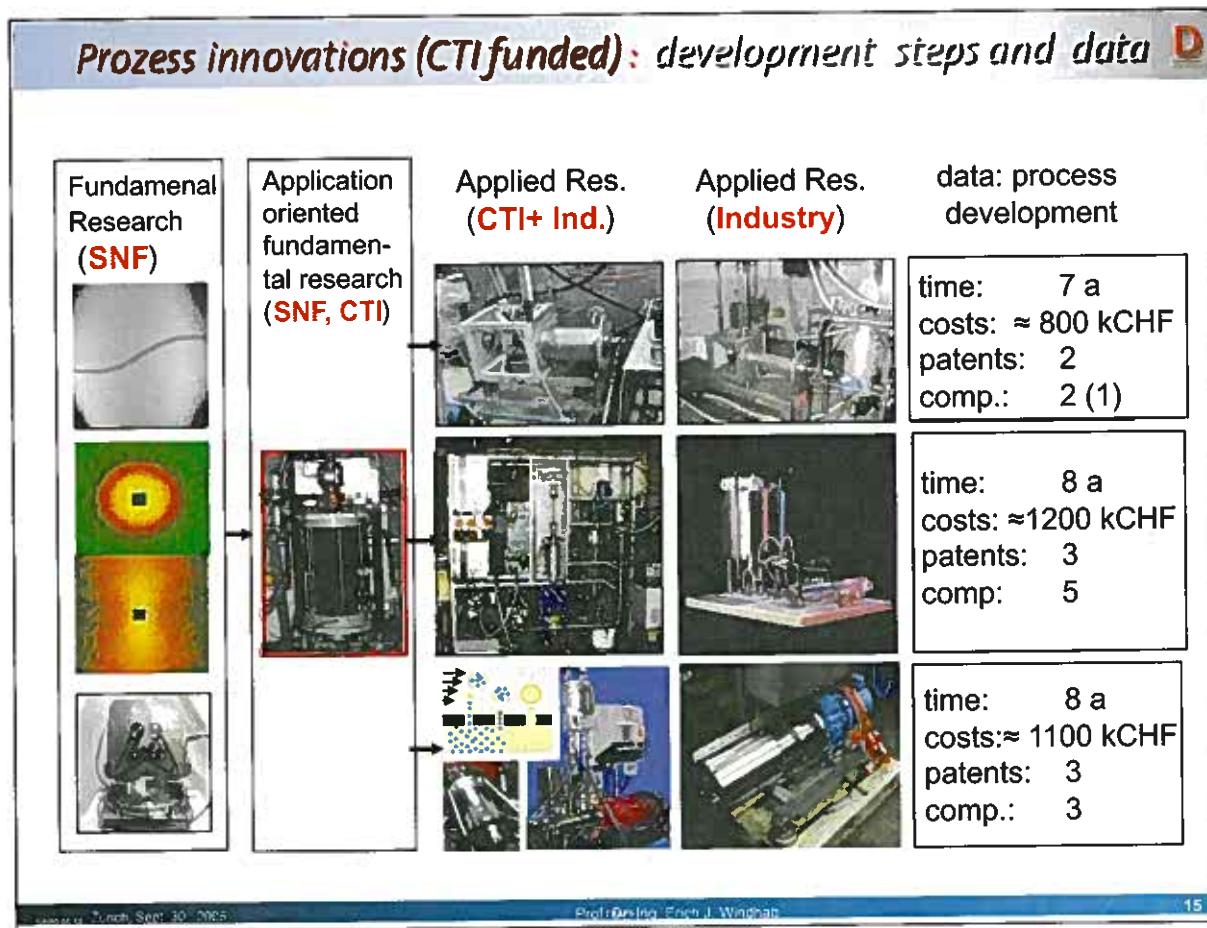 Prozess innovations (CTI funded): development steps and data D
Fundamenal
Research
(SNF)
Application
oriented
fundamen-
tal research
(SNF, CTI)
Applied Res.
(CTI+ Ind.)
Applied Res.
(Industry)
data: process
development
time: 7 a
costs: ≈ 800 kCHF
patents: 2
comp.: 2 (1)
time: 8 a
costs: ≈1200 kCHF
patents: 3
comp: 5
time: 8 a
costs:≈ 1100 kCHF
patents: 3
comp.: 3
Zurich, Sept. 30, 2005
Erich J. Windhab
15